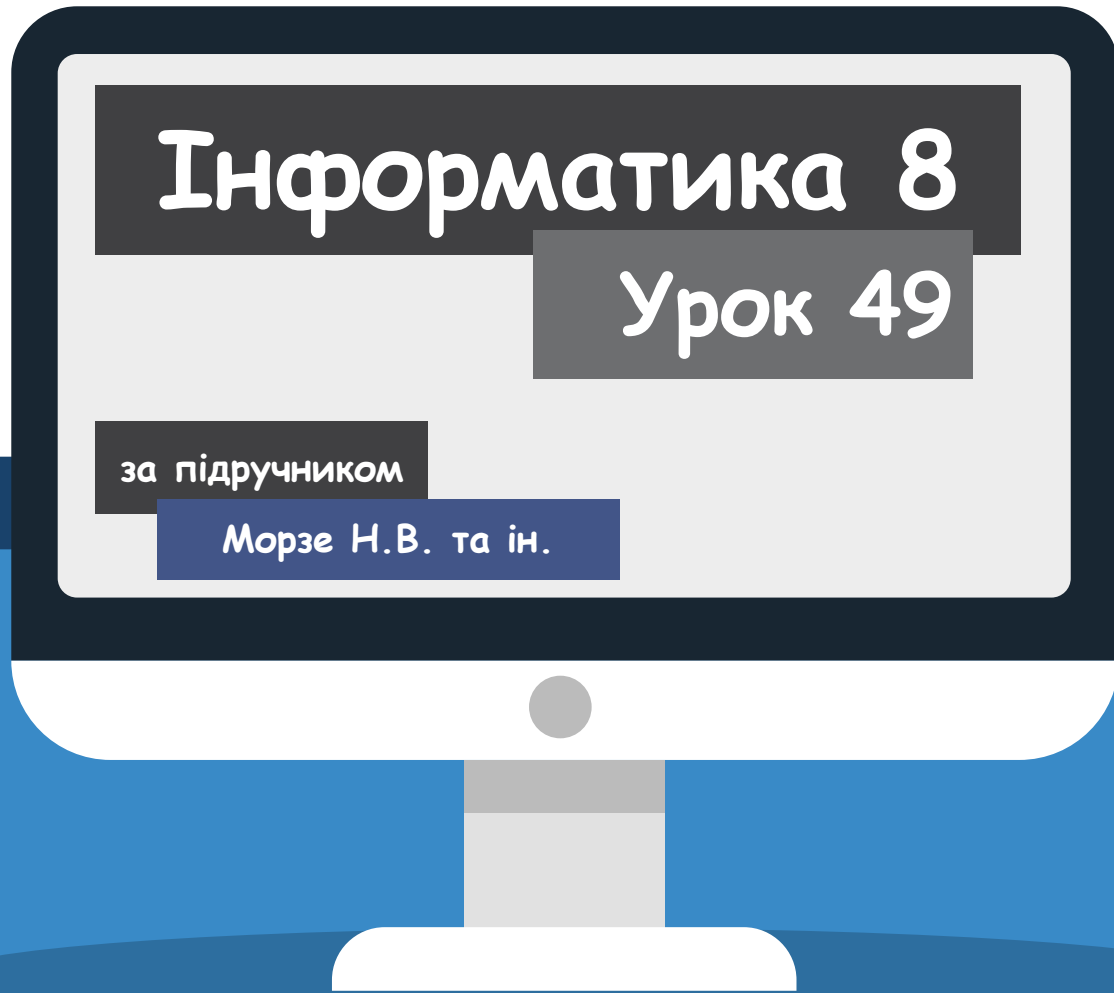 Інформатика 8
Урок 49
за підручником
Морзе Н.В. та ін.